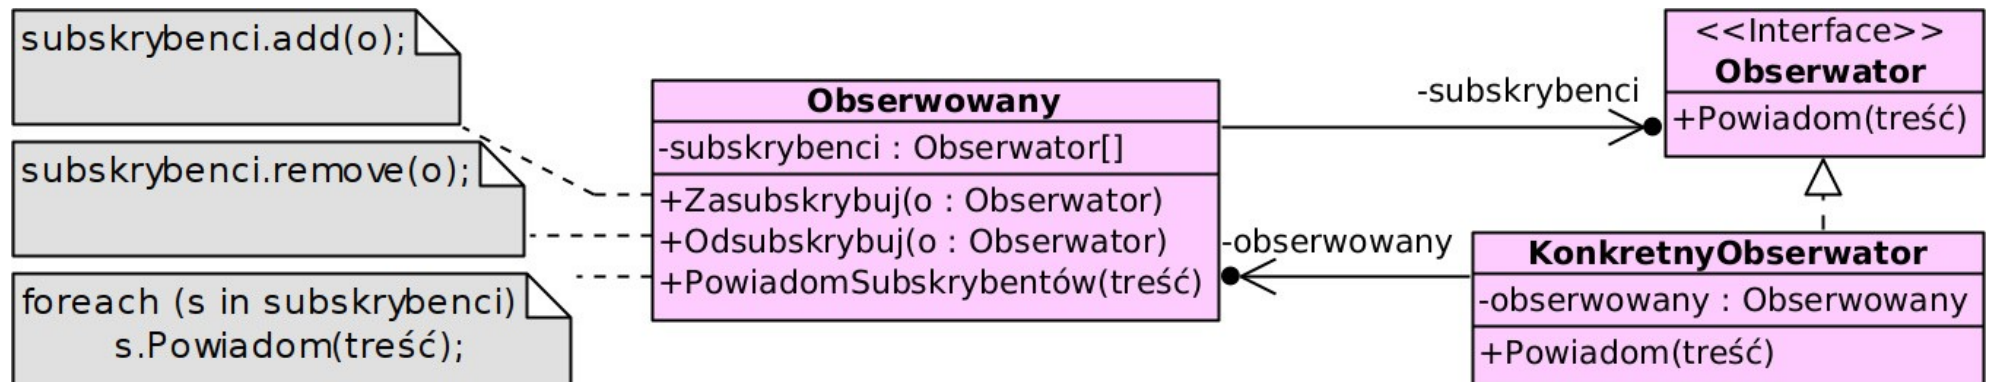 subskrybenci.add(o);
subskrybenci.remove(o);
foreach (s in subskrybenci)
s.Powiadom(treść);
Obserwowany
-subskrybenci : Obserwator[]
+Zasubskrybuj(o : Obserwator)
+Odsubskrybuj(o : Obserwator)
+PowiadomSubskrybentów(treść)
-subskrybenci
-obserwowany
<<Interface>>
Obserwator
+Powiadom(treść)
KonkretnyObserwator
-obserwowany : Obserwowany
+Powiadom(treść)